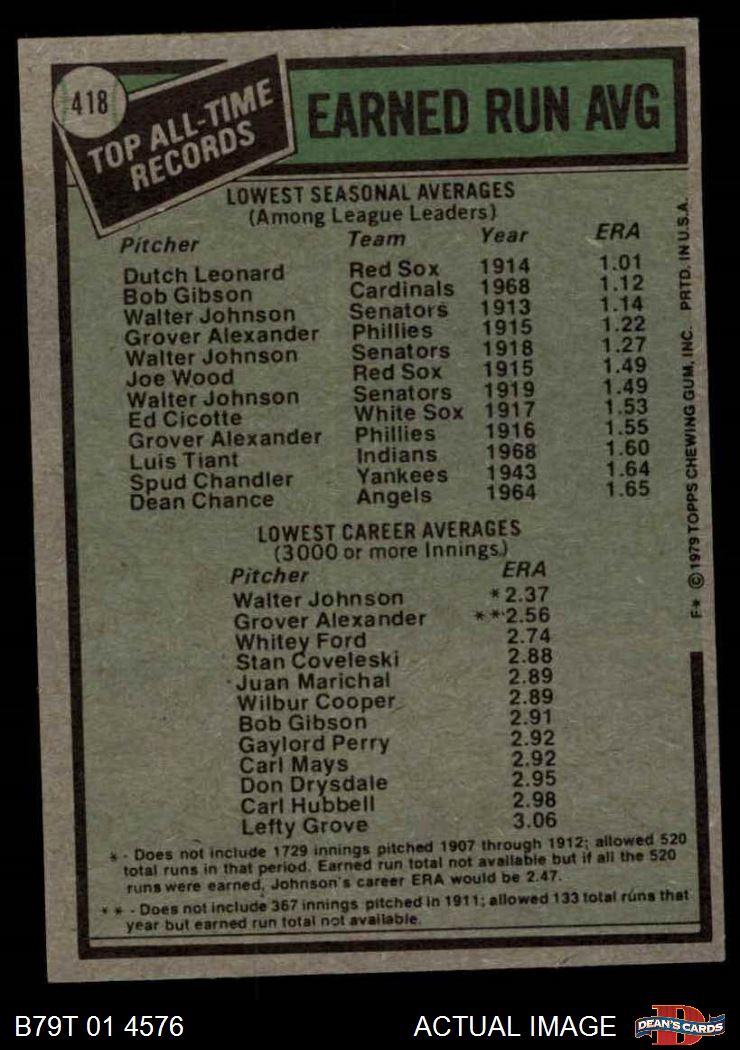 418
TOP ALL-TIME
RECORDS
EARNED RUN AVG
LOWEST SEASONAL AVERAGES
(Among League Leaders)
Pitcher Team Year ERA
Dutch Leonard Red Sox 1914 1.01
Bob Gibson Cardinals 1968 1.12
Walter Johnson Senators 1913 1.14
Grover Alexander Phillies 1915 1.22
Walter Johnson Senators 1918 1.27
Joe Wood Red Sox 1915 1.49
Walter Johnson Senators 1919 1.49
Ed Cicotte White Sox 1917 1.53
Grover Alexander Phillies 1916 1.55
Luis Tiant Indians 1968 1.60
Spud Chandler Yankees 1943 1.64
Dean Chance Angels 1964 1.65
LOWEST CAREER AVERAGES
(3000 or more Innings)
Pitcher ERA
Walter Johnson *2.37
Grover Alexander **2.56
Whitey Ford 2.74
Stan Coveleski 2.88
Juan Marichal 2.89
Wilbur Cooper 2.89
Bob Gibson 2.91
Gaylord Perry 2.92
Carl Mays 2.92
Don Drysdale 2.95
Carl Hubbell 2.98
Lefty Grove 3.06
* - Does not include 1729 innings pitched 1907 through 1912; allowed 520
total runs in that period. Earned run total not available but if all the 520
runs were earned, Johnson's career ERA would be 2.47.
** - Does not include 367 innings pitched in 1911; allowed 133 total runs that
year but earned run total not available.
F* © 1979 TOPPS CHEWING GUM, INC. PRTD. IN U.S.A.
B79T 01 4576 ACTUAL IMAGE
DEAN'S CARDS